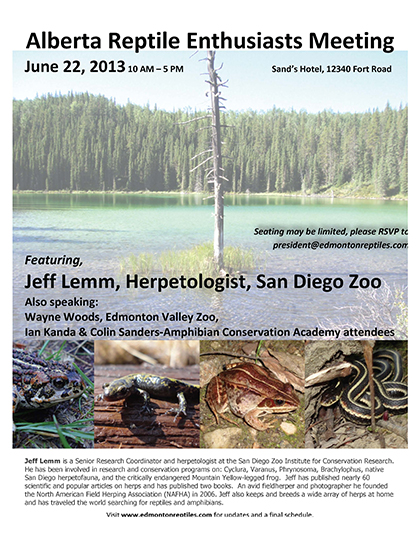 Alberta Reptile Enthusiasts Meeting
June 22, 2013 10 AM – 5 PM
Sand's Hotel, 12340 Fort Road
Seating may be limited, please RSVP to
president@edmontonreptiles.com
Featuring,
Jeff Lemm, Herpetologist, San Diego Zoo
Also speaking:
Wayne Woods, Edmonton Valley Zoo,
Ian Kanda & Colin Sanders-Amphibian Conservation Academy attendees
Jeff Lemm is a Senior Research Coordinator and herpetologist at the San Diego Zoo Institute for Conservation Research.
He has been involved in research and conservation programs on: Cyclura, Varanus, Phrynosoma, Brachylophus, native
San Diego herpetofauna, and the critically endangered Mountain Yellow-legged frog. Jeff has published nearly 60
scientific and popular articles on herps and has published two books. An avid fieldherper and photographer he founded
the North American Field Herping Association (NAFHA) in 2006. Jeff also keeps and breeds a wide array of herps at home
and has traveled the world searching for reptiles and amphibians.
Visit www.edmontonreptiles.com for updates and a final schedule.